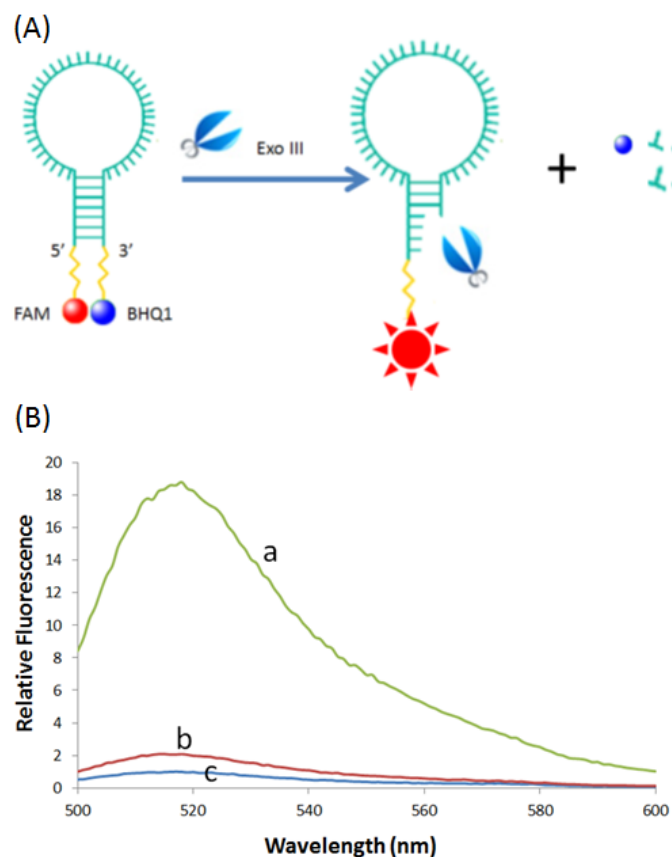 (A)
Exo III
+
5’ 3’
FAM BHQ1
(B)
Relative Fluorescence
20
18
16
14
12
10
8
6
4
2
0
a
b
c
500 520 540 560 580 600
Wavelength (nm)